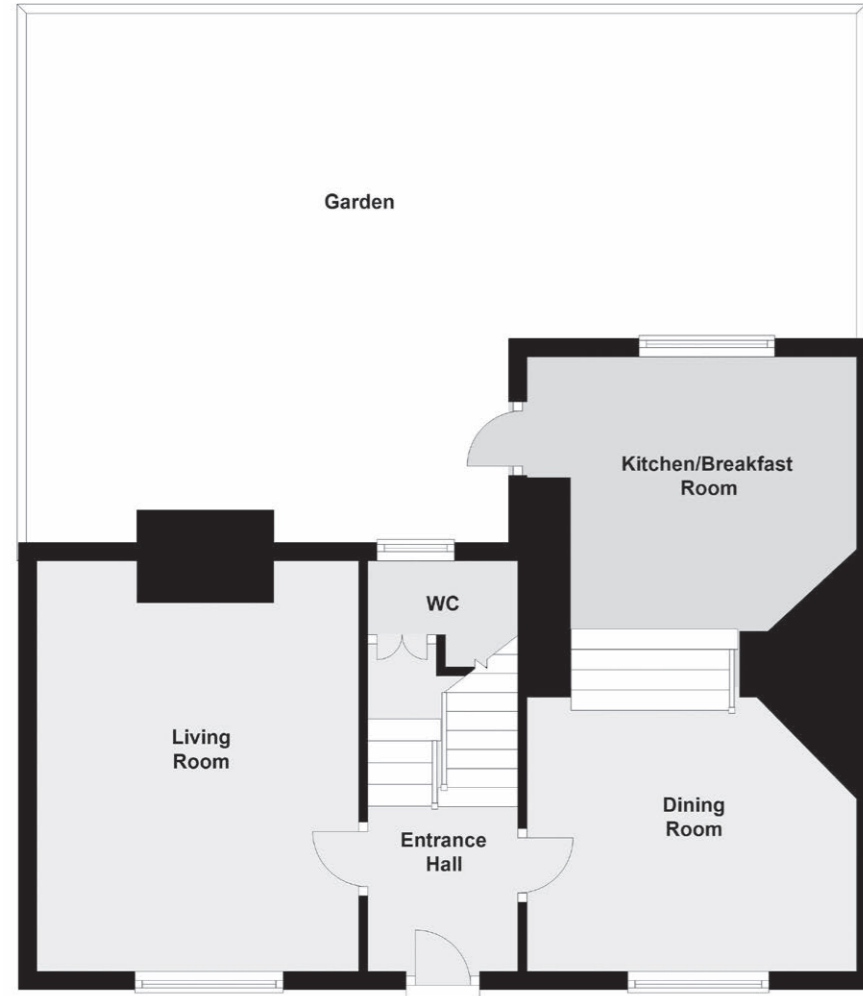 Garden
Kitchen/Breakfast
Room
WC
Living
Room
Dining
Room
Entrance
Hall